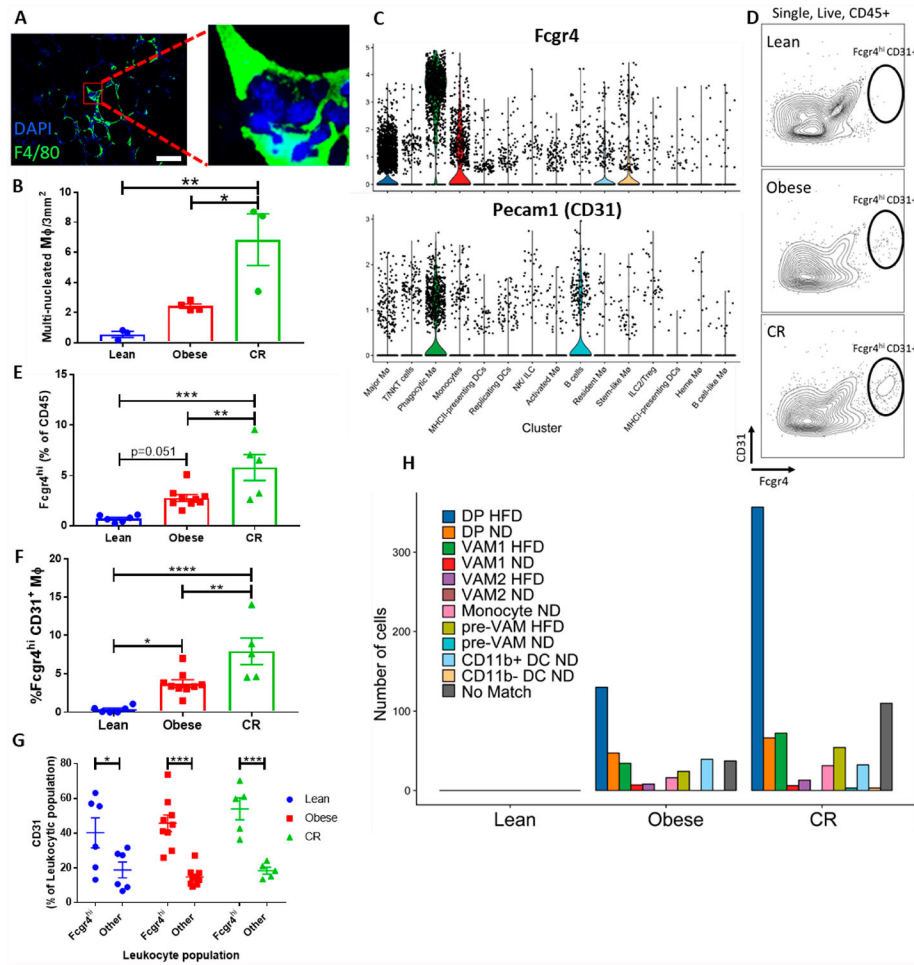 A
DAPI
F4/80
B
Multi-nucleated Mϕ/3mm²
10
8
6
4
2
0
**
*
Lean
Obese
CR
C
Fcgr4
5
4
3
2
1
0
Pecam1 (CD31)
3
2
1
0
Major Mø
T/NKT cells
Phagocytic Mø
Monocytes
MHCII-presenting DCs
Replicating DCs
NK/ ILC
Activated Mø
B cells
Resident Mø
Stem-like Mø
ILC2/Treg
MHCI-presenting DCs
Heme Mø
B cell-like Mø
Cluster
D
Single, Live, CD45+
Lean
Fcgr4hi CD31+
Obese
Fcgr4hi CD31+
CR
Fcgr4hi CD31+
CD31
Fcgr4
E
Fcgr4hi (% of CD45)
15
10
5
0
***
**
p=0.051
Lean
Obese
CR
F
%Fcgr4hi CD31+ Mϕ
20
15
10
5
0
****
**
*
Lean
Obese
CR
G
CD31
(% of Leukocytic population)
80
60
40
20
0
*
***
***
Lean
Obese
CR
Fcgr4hi
Other
Fcgr4hi
Other
Fcgr4hi
Other
Leukocyte population
H
Number of cells
300
200
100
0
DP HFD
DP ND
VAM1 HFD
VAM1 ND
VAM2 HFD
VAM2 ND
Monocyte ND
pre-VAM HFD
pre-VAM ND
CD11b+ DC ND
CD11b- DC ND
No Match
Lean
Obese
CR